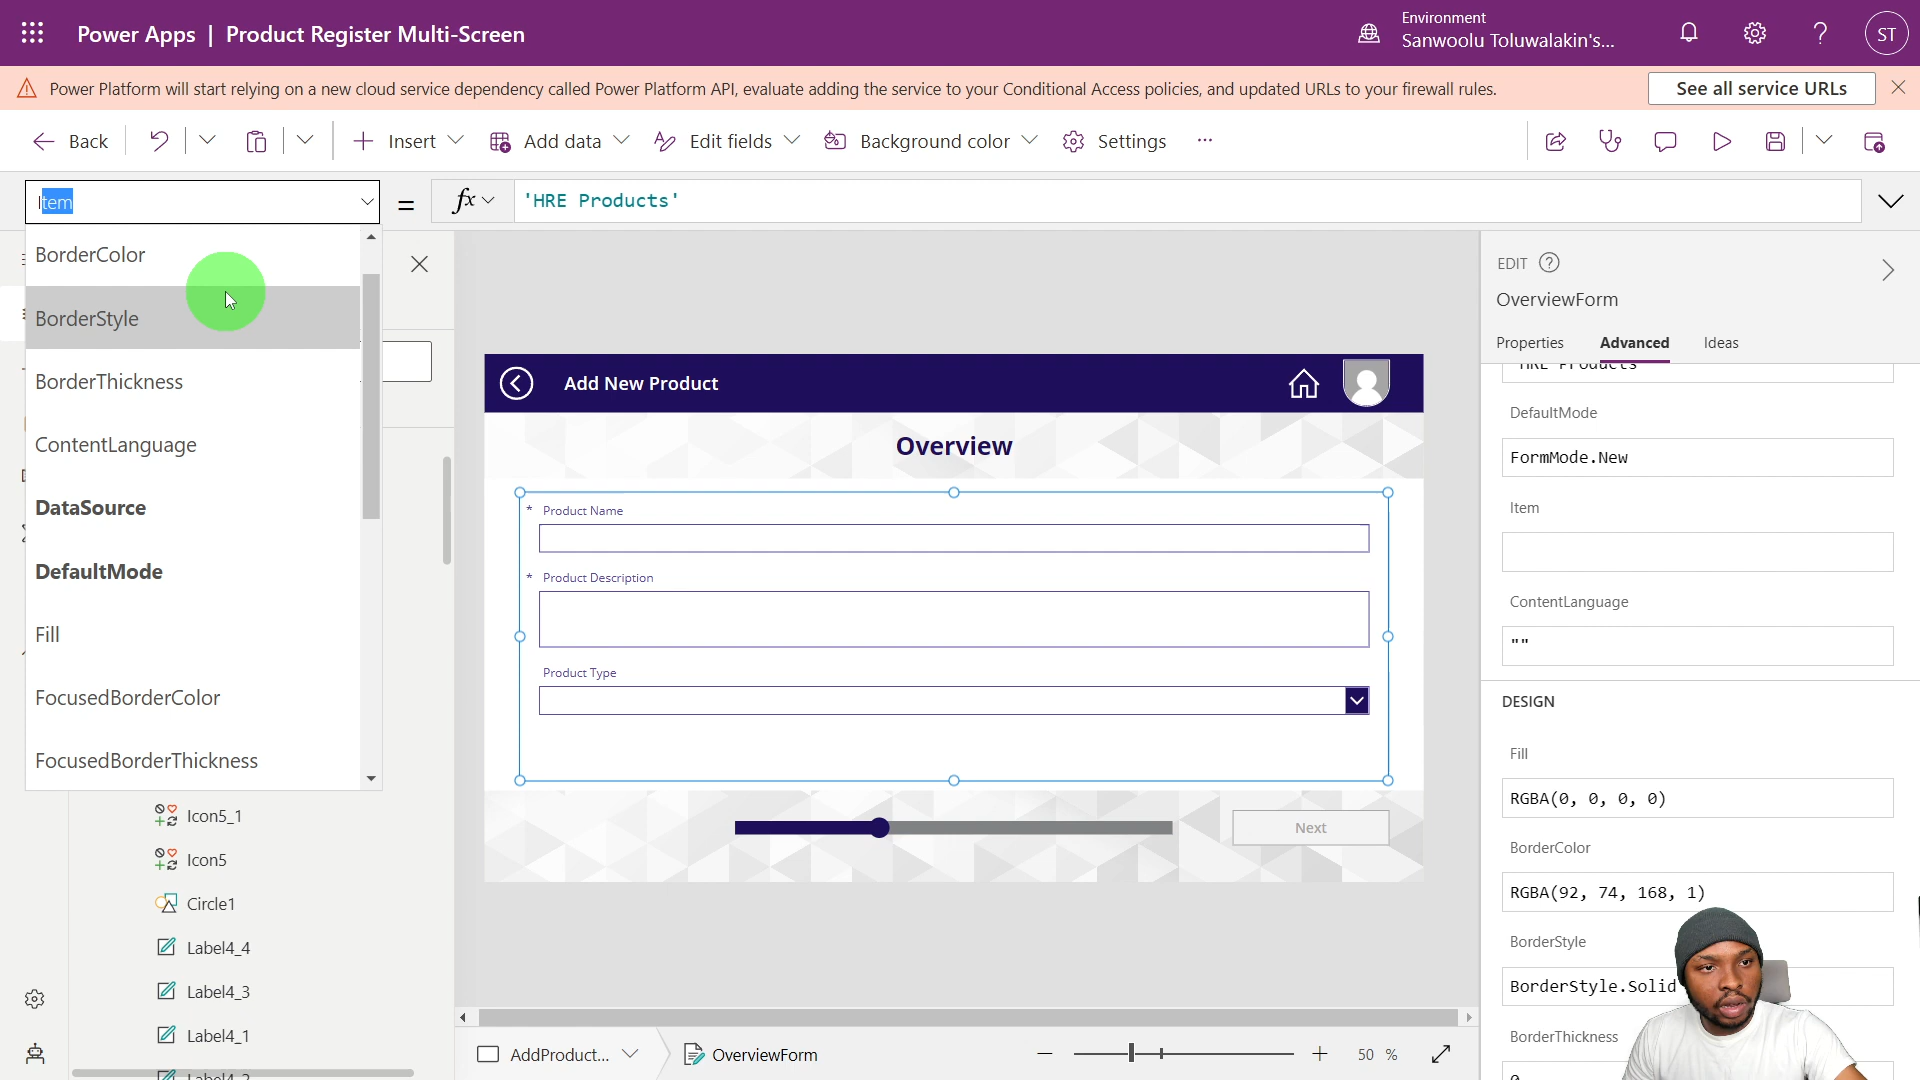 Power Apps | Product Register Multi-Screen
Environment
Sanwoolu Toluwalakin's...
ST
Power Platform will start relying on a new cloud service dependency called Power Platform API, evaluate adding the service to your Conditional Access policies, and updated URLs to your firewall rules.
See all service URLs
Back
Insert
Add data
Edit fields
Background color
Settings
Item
=
fx
'HRE Products'
BorderColor
BorderStyle
BorderThickness
ContentLanguage
DataSource
DefaultMode
Fill
FocusedBorderColor
FocusedBorderThickness
Icon5_1
Icon5
Circle1
Label4_4
Label4_3
Label4_1
Label4_2
Add New Product
Overview
* Product Name
* Product Description
Product Type
Next
AddProduct...
OverviewForm
50 %
EDIT
OverviewForm
Properties
Advanced
Ideas
'HRE Products'
DefaultMode
FormMode.New
Item
ContentLanguage
""
DESIGN
Fill
RGBA(0, 0, 0, 0)
BorderColor
RGBA(92, 74, 168, 1)
BorderStyle
BorderStyle.Solid
BorderThickness
0